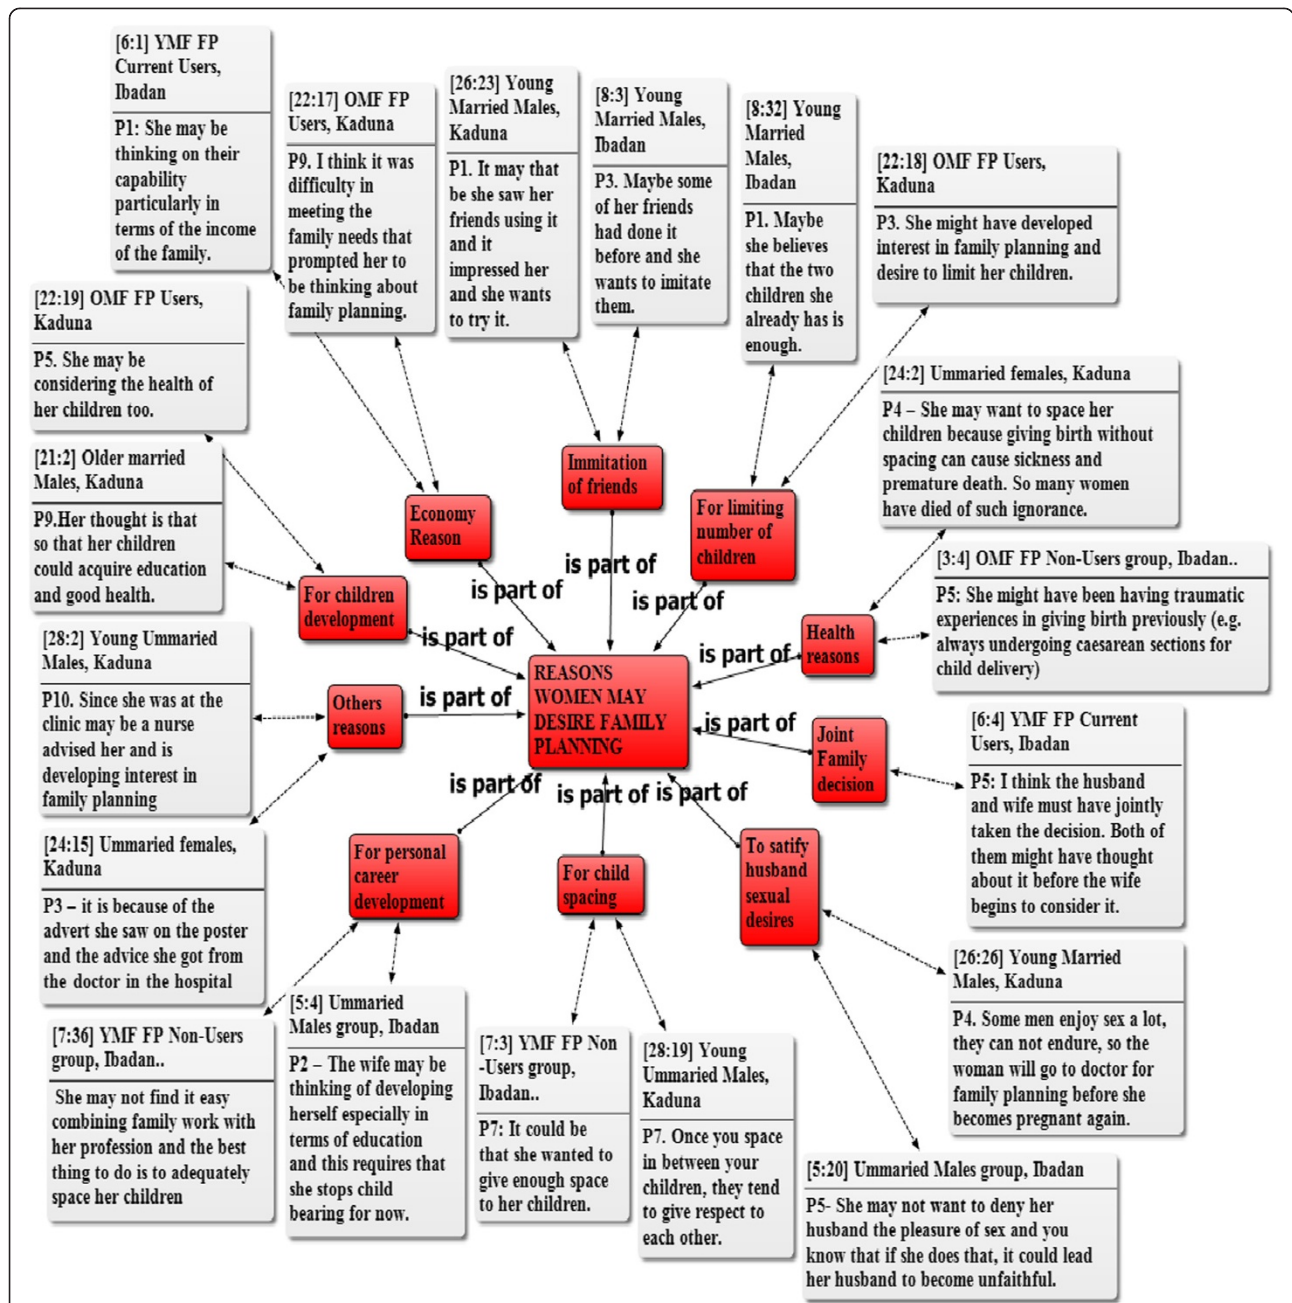 [6:1] YMF FP
Current Users,
Ibadan
P1: She may be
thinking on their
capability
particularly in
terms of the income
of the family.
[22:17] OMF FP
Users, Kaduna
P9. I think it was
difficulty in
meeting the
family needs that
prompted her to
be thinking about
family planning.
[26:23] Young
Married Males,
Kaduna
P1. It may that
be she saw her
friends using it
and it
impressed her
and she wants
to try it.
[8:3] Young
Married Males,
Ibadan
P3. Maybe some
of her friends
had done it
before and she
wants to imitate
them.
[8:32] Young
Married
Males,
Ibadan
P1. Maybe
she believes
that the two
children she
already has is
enough.
[22:18] OMF FP Users,
Kaduna
P3. She might have developed
interest in family planning and
desire to limit her children.
[22:19] OMF FP Users,
Kaduna
P5. She may be
considering the health of
her children too.
[24:2] Ummaried females, Kaduna
P4 – She may want to space her
children because giving birth without
spacing can cause sickness and
premature death. So many women
have died of such ignorance.
[21:2] Older married
Males, Kaduna
P9.Her thought is that
so that her children
could acquire education
and good health.
Economy
Reason
Immitation
of friends
For limiting
number of
children
[3:4] OMF FP Non-Users group, Ibadan..
P5: She might have been having traumatic
experiences in giving birth previously (e.g.
always undergoing caesarean sections for
child delivery)
For children
development
Health
reasons
is part of
is part of
is part of
is part of
is part of
[28:2] Young Ummaried
Males, Kaduna
P10. Since she was at the
clinic may be a nurse
advised her and is
developing interest in
family planning
Others
reasons
is part of
REASONS
WOMEN MAY
DESIRE FAMILY
PLANNING
is part of
Joint
Family
decision
[6:4] YMF FP Current
Users, Ibadan
P5: I think the husband
and wife must have jointly
taken the decision. Both of
them might have thought
about it before the wife
begins to consider it.
is part of
is part of
is part of
[24:15] Ummaried females,
Kaduna
P3 – it is because of the
advert she saw on the poster
and the advice she got from
the doctor in the hospital
For personal
career
development
For child
spacing
To satify
husband
sexual
desires
[26:26] Young Married
Males, Kaduna
P4. Some men enjoy sex a lot,
they can not endure, so the
woman will go to doctor for
family planning before she
becomes pregnant again.
[7:36] YMF FP Non-Users
group, Ibadan..
She may not find it easy
combining family work with
her profession and the best
thing to do is to adequately
space her children
[5:4] Ummaried
Males group, Ibadan
P2 – The wife may be
thinking of developing
herself especially in
terms of education
and this requires that
she stops child
bearing for now.
[7:3] YMF FP Non
-Users group,
Ibadan..
P7: It could be
that she wanted to
give enough space
to her children.
[28:19] Young
Ummaried Males,
Kaduna
P7. Once you space
in between your
children, they tend
to give respect to
each other.
[5:20] Ummaried Males group, Ibadan
P5- She may not want to deny her
husband the pleasure of sex and you
know that if she does that, it could lead
her husband to become unfaithful.